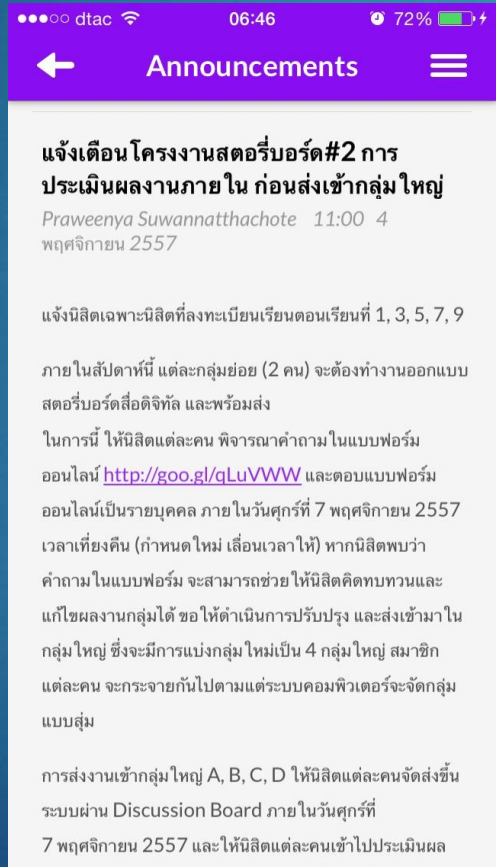 dtac 06:46 72%
Announcements
แจ้งเตือนโครงงานสตอรี่บอร์ด#2 การ
ประเมินผลงานภายใน ก่อนส่งเข้ากลุ่มใหญ่
Praweenya Suwannatthachote 11:00 4
พฤศจิกายน 2557
แจ้งนิสิตเฉพาะนิสิตที่ลงทะเบียนเรียนตอนเรียนที่ 1, 3, 5, 7, 9
ภายในสัปดาห์นี้ แต่ละกลุ่มย่อย (2 คน) จะต้องทำงานออกแบบ
สตอรี่บอร์ดสื่อดิจิทัล และพร้อมส่ง
ในการนี้ ให้นิสิตแต่ละคน พิจารณาคำถามในแบบฟอร์ม
ออนไลน์ http://goo.gl/qLuVWW และตอบแบบฟอร์ม
ออนไลน์เป็นรายบุคคล ภายในวันศุกร์ที่ 7 พฤศจิกายน 2557
เวลาเที่ยงคืน (กำหนดใหม่ เลื่อนเวลาให้) หากนิสิตพบว่า
คำถามในแบบฟอร์ม จะสามารถช่วยให้นิสิตคิดทบทวนและ
แก้ไขผลงานกลุ่มได้ ขอให้ดำเนินการปรับปรุง และส่งเข้ามาใน
กลุ่มใหญ่ ซึ่งจะมีการแบ่งกลุ่มใหม่เป็น 4 กลุ่มใหญ่ สมาชิก
แต่ละคน จะกระจายกันไปตามแต่ระบบคอมพิวเตอร์จะจัดกลุ่ม
แบบสุ่ม
การส่งงานเข้ากลุ่มใหญ่ A, B, C, D ให้นิสิตแต่ละคนจัดส่งขึ้น
ระบบผ่าน Discussion Board ภายในวันศุกร์ที่
7 พฤศจิกายน 2557 และให้นิสิตแต่ละคนเข้าไปประเมินผล